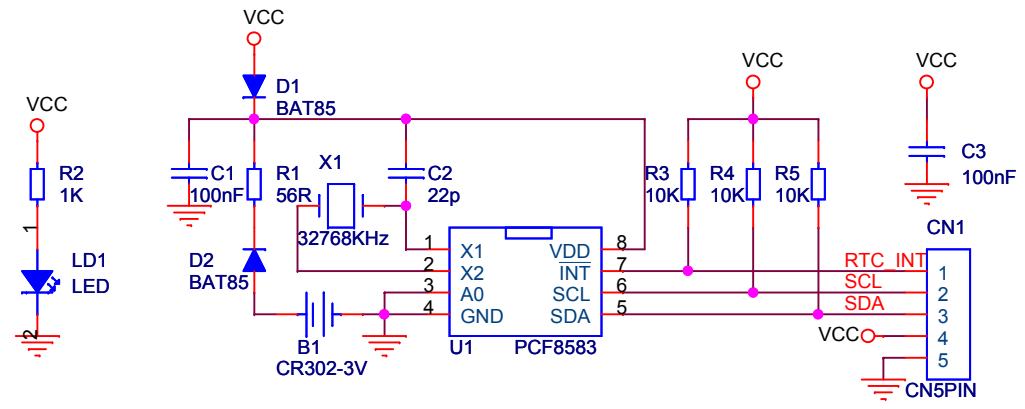 VCC
D1
BAT85
VCC
R2
1K
1
LD1
LED
2
C1
100nF
R1
56R
X1
32768KHz
C2
22p
D2
BAT85
B1
CR302-3V
1
2
3
4
X1
X2
A0
GND
VDD
INT
SCL
SDA
8
7
6
5
U1
PCF8583
VCC
R3
10K
R4
10K
R5
10K
VCC
C3
100nF
CN1
RTC_INT
SCL
SDA
VCC
1
2
3
4
5
CN5PIN